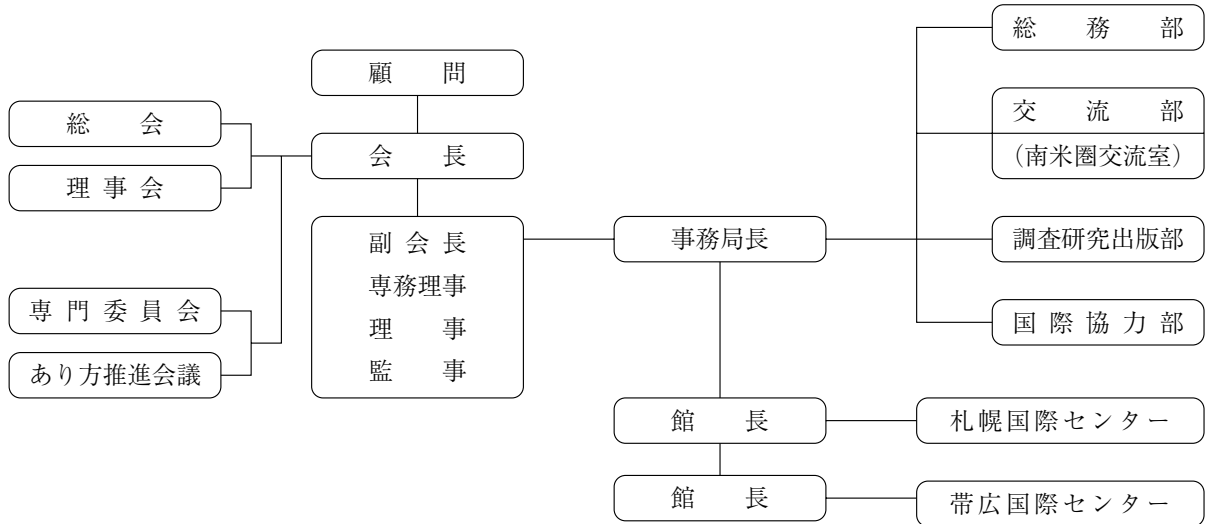 総務部
顧問
交流部
総会
会長
（南米圏交流室）
理事会
副会長
事務局長
調査研究出版部
専務理事
専門委員会
理事
国際協力部
あり方推進会議
監事
館長
札幌国際センター
館長
帯広国際センター